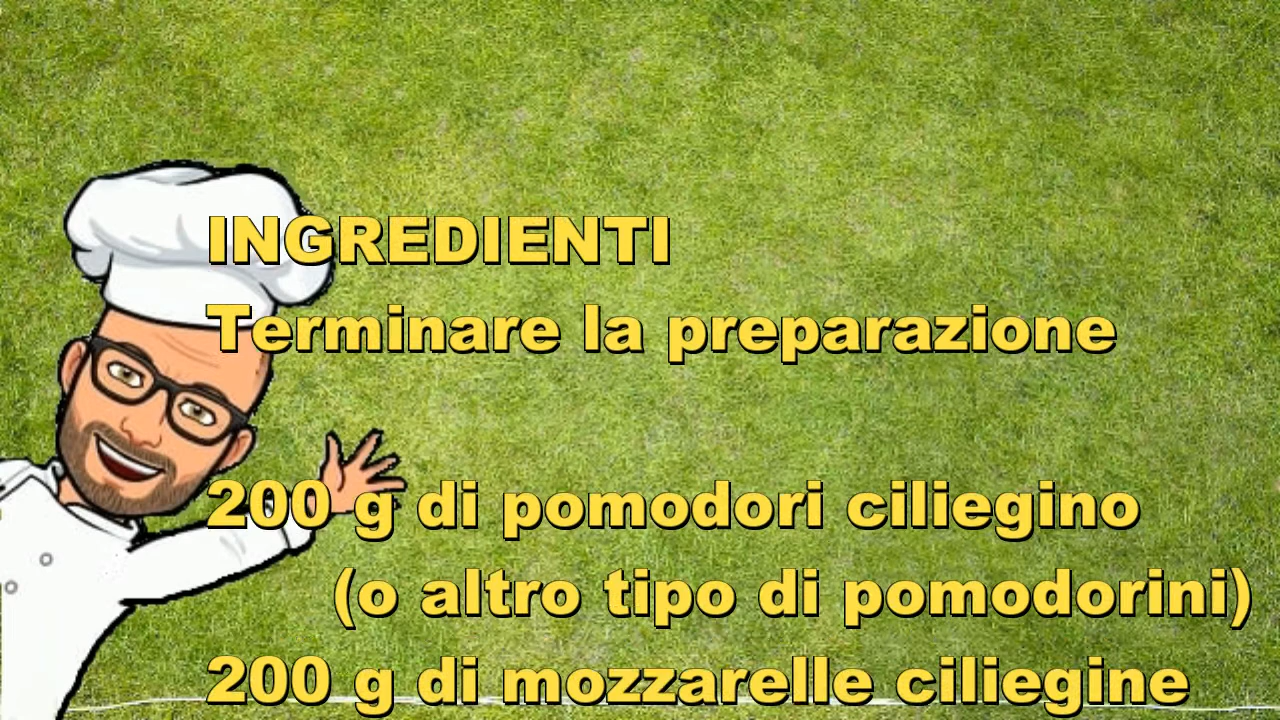 INGREDIENTI
Terminare la preparazione
200 g di pomodori ciliegino
(o altro tipo di pomodorini)
200 g di mozzarelle ciliegine